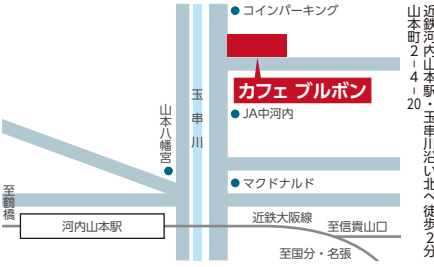 近鉄河内山本駅・玉串川沿い北へ徒歩2分
山本町2-4-20
コインパーキング
カフェ ブルボン
玉串川
JA中河内
山本八幡宮
マクドナルド
至鶴橋
河内山本駅
近鉄大阪線
至信貴山口
至国分・名張